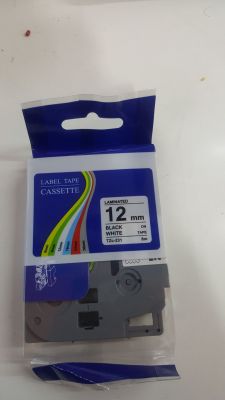 LABEL TAPE
CASSETTE
LAMINATED
12 mm
BLACK ON
WHITE TAPE
TZe-231 8m